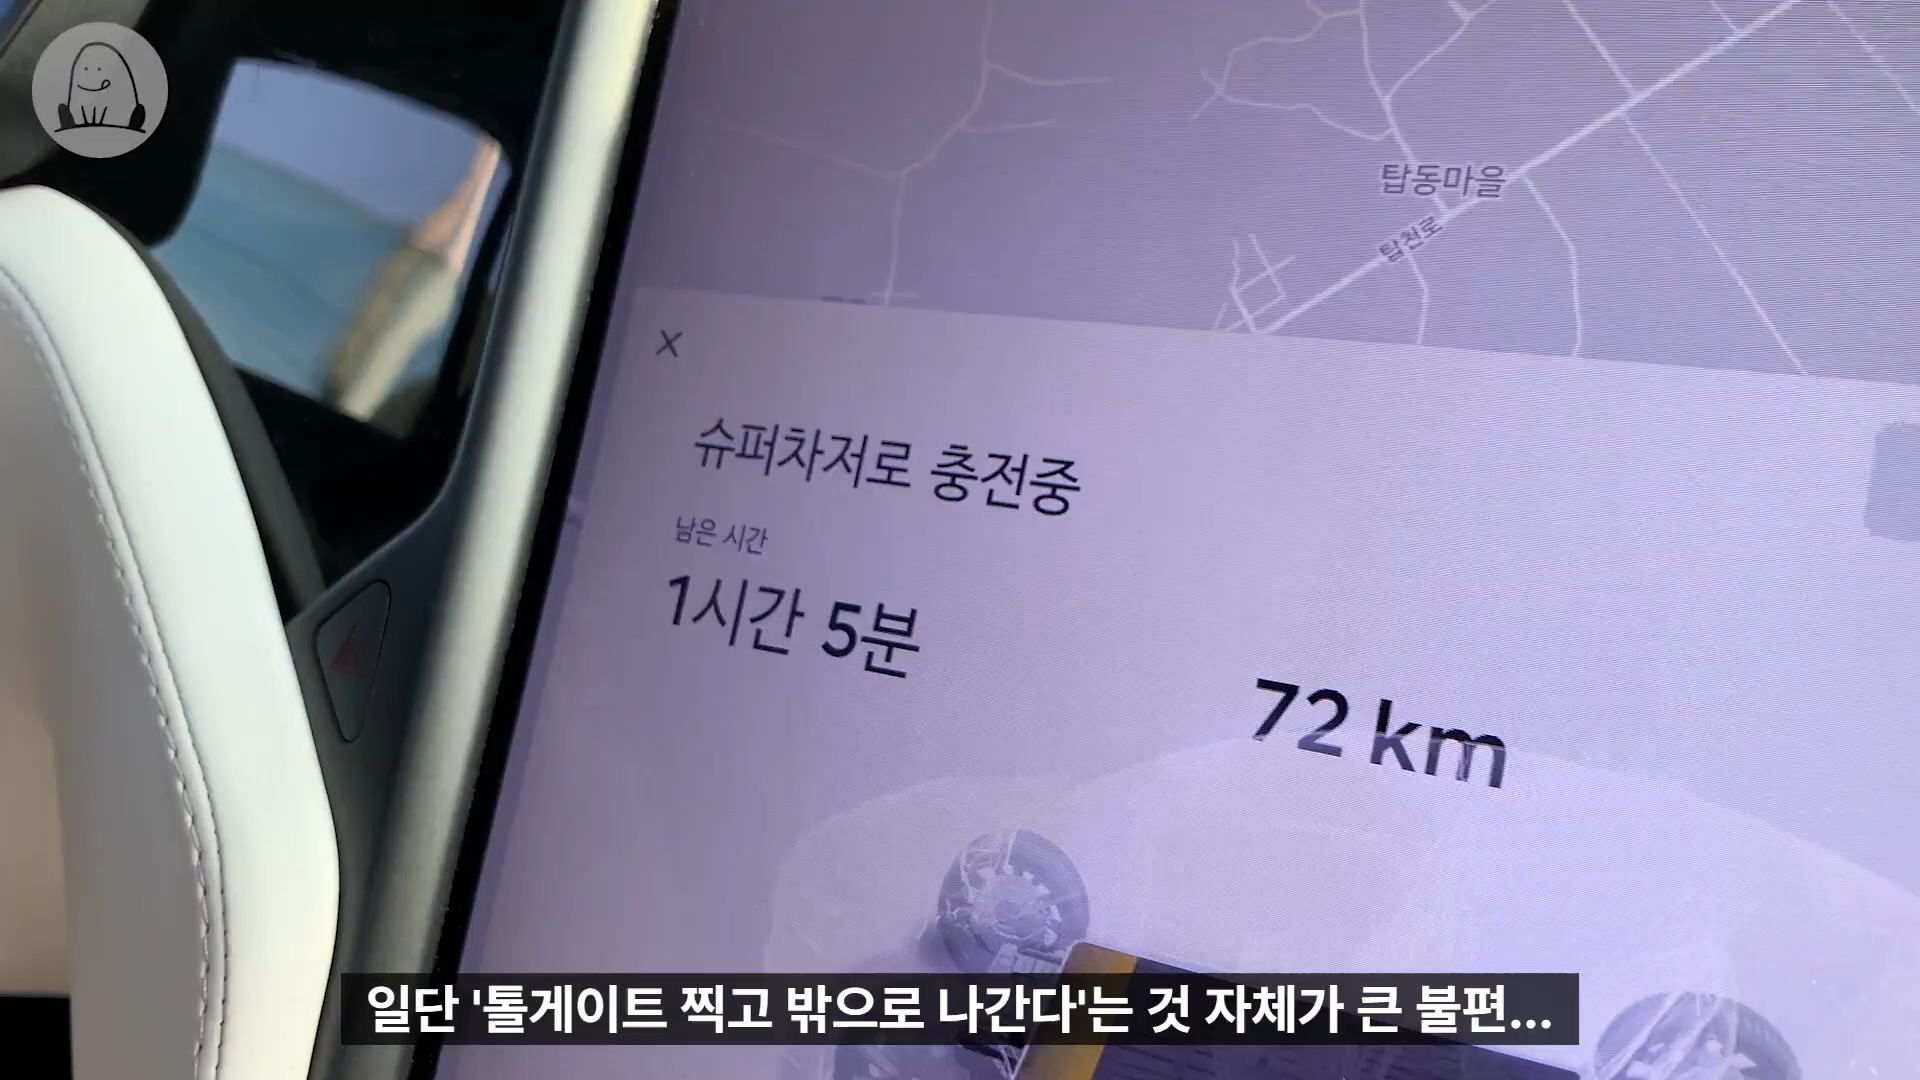 탑동마을
탑천로
X
슈퍼차저로 충전중
남은 시간
1시간 5분
72 km
일단 '톨게이트 찍고 밖으로 나간다'는 것 자체가 큰 불편...